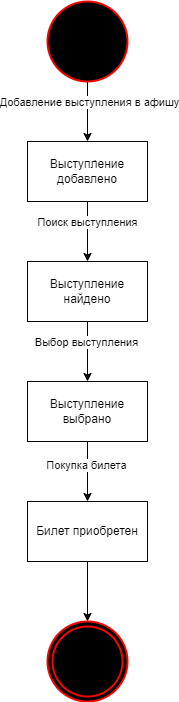 Добавление выступления в афишу
Выступление
добавлено
Поиск выступления
Выступление
найдено
Выбор выступления
Выступление
выбрано
Покупка билета
Билет приобретен